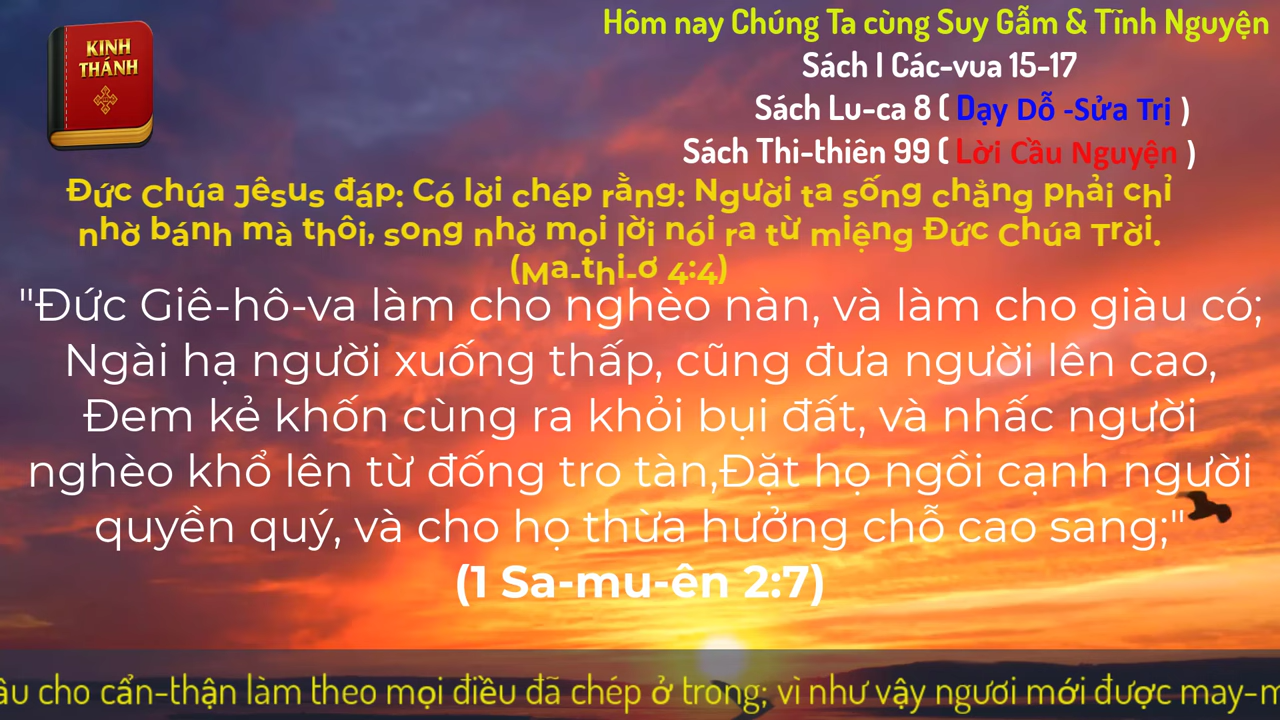 KINH
THÁNH
Hôm nay Chúng Ta cùng Suy Gẫm & Tĩnh Nguyện
Sách I Các-vua 15-17
Sách Lu-ca 8 ( Dạy Dỗ -Sửa Trị )
Sách Thi-thiên 99 ( Lời Cầu Nguyện )
Đức Chúa Jêsus đáp: Có lời chép rằng: Người ta sống chẳng phải chỉ
nhờ bánh mà thôi, song nhờ mọi lời nói ra từ miệng Đức Chúa Trời.
(Ma-thi-ơ 4:4)
"Đức Giê-hô-va làm cho nghèo nàn, và làm cho giàu có;
Ngài hạ người xuống thấp, cũng đưa người lên cao,
Đem kẻ khốn cùng ra khỏi bụi đất, và nhấc người
nghèo khổ lên từ đống tro tàn,Đặt họ ngồi cạnh người
quyền quý, và cho họ thừa hưởng chỗ cao sang;"
(1 Sa-mu-ên 2:7)
cho cẩn-thận làm theo mọi điều đã chép ở trong; vì như vậy ngươi mới được may-